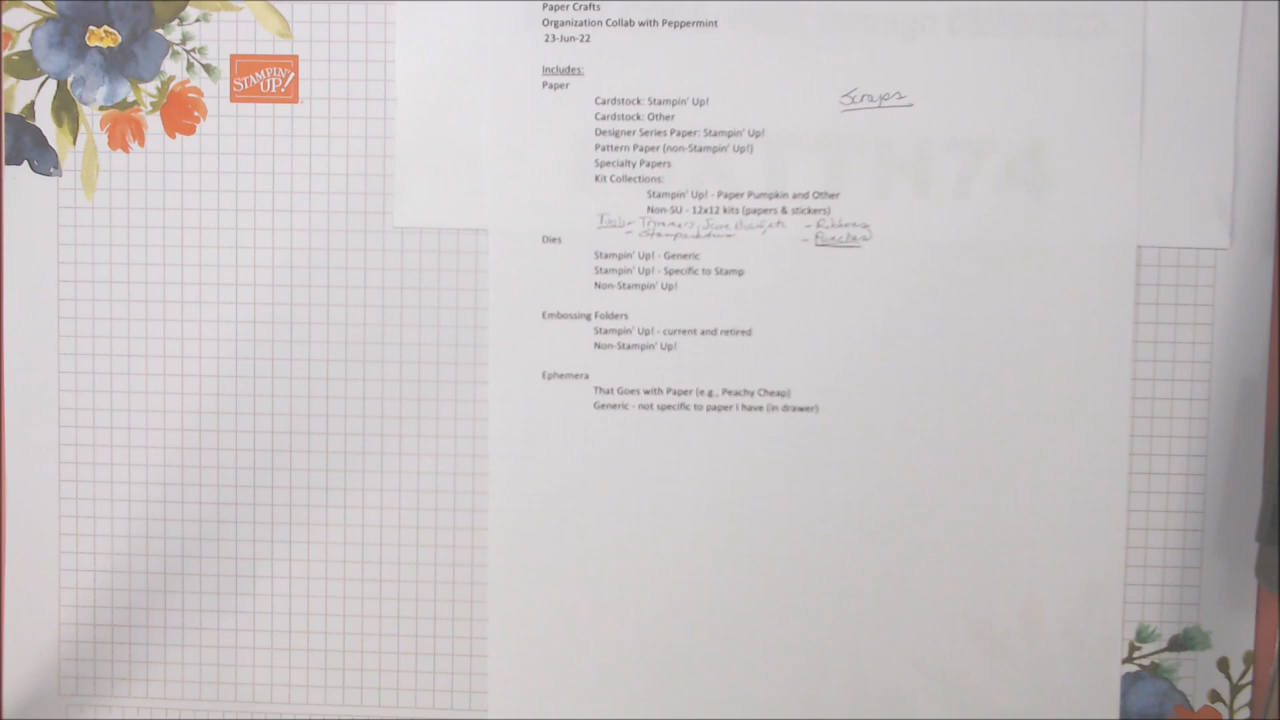 STAMPIN' UP!
Paper Crafts
Organization Collab with Peppermint
23-Jun-22
Includes:
Paper
Cardstock: Stampin' Up!
Scraps
Cardstock: Other
Designer Series Paper: Stampin' Up!
Pattern Paper (non-Stampin' Up!)
Specialty Papers
Kit Collections:
Stampin' Up! - Paper Pumpkin and Other
Non-SU - 12x12 kits (papers & stickers)
Tools - Trimmers, Score Boards - Ribbons
- Punches
Dies
Stampin' Up! - Generic
Stampin' Up! - Specific to Stamp
Non-Stampin' Up!
Embossing Folders
Stampin' Up! - current and retired
Non-Stampin' Up!
Ephemera
That Goes with Paper (e.g., Peachy Cheap)
Generic - not specific to paper I have (in drawer)